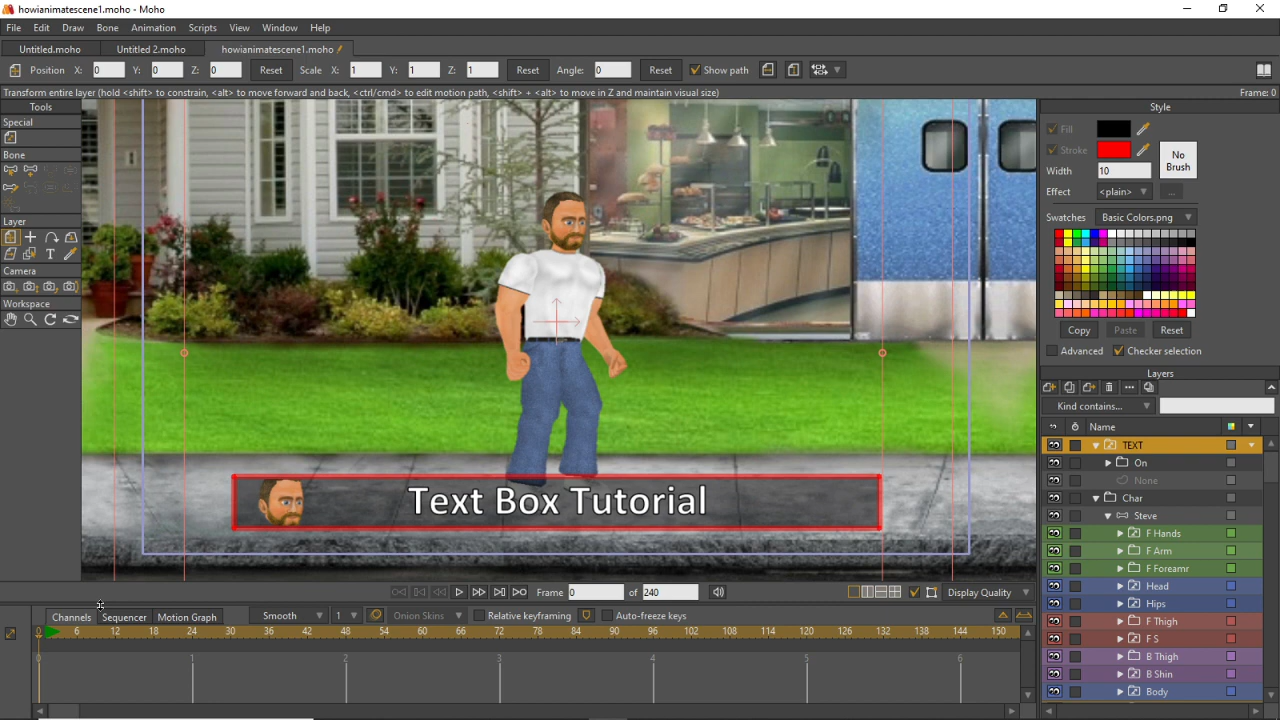 howianimatescene1.moho - Moho
File Edit Draw Bone Animation Scripts View Window Help
Untitled.moho Untitled 2.moho howianimatescene1.moho
Position X: 0 Y: 0 Z: 0 Reset Scale X: 1 Y: 1 Z: 1 Reset Angle: 0 Reset Show path
Transform entire layer (hold <shift> to constrain, <alt> to move forward and back, <ctrl/cmd> to edit motion path, <shift> + <alt> to move in Z and maintain visual size) Frame: 0
Tools
Special
Bone
Layer
Camera
Workspace
Text Box Tutorial
Style
Fill
Stroke
No Brush
Width 10
Effect <plain> ...
Swatches Basic Colors.png
Copy Paste Reset
Advanced Checker selection
Layers
Kind contains...
Name
TEXT
On
None
Char
Steve
F Hands
F Arm
F Foreamr
Head
Hips
F Thigh
F S
B Thigh
B Shin
Body
Frame 0 of 240 Display Quality
Channels Sequencer Motion Graph Smooth 1 Onion Skins Relative keyframing Auto-freeze keys
0 6 12 18 24 30 36 42 48 54 60 66 72 78 84 90 96 102 108 114 120 126 132 138 144 150
0 1 2 3 4 5 6